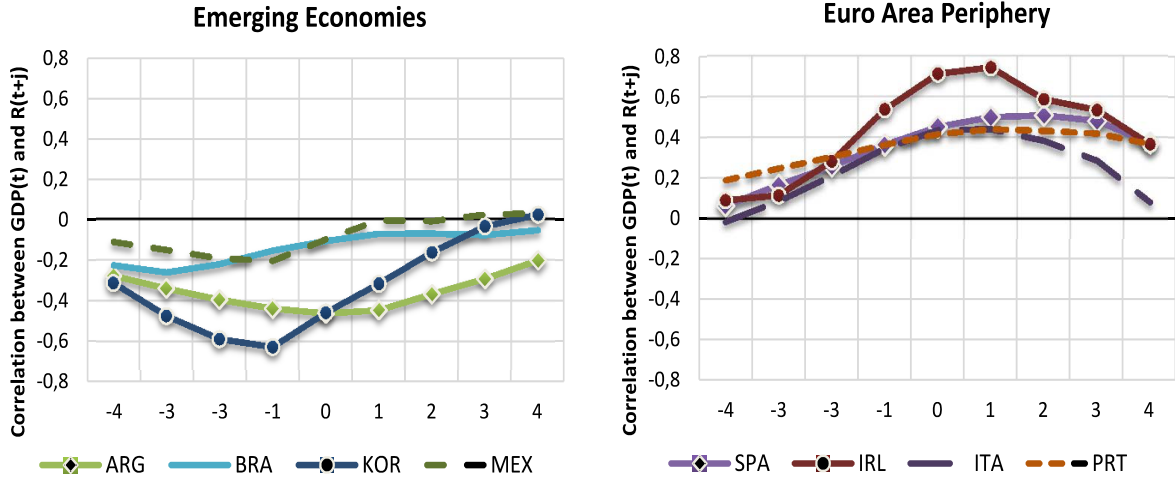 Emerging Economies
Correlation between GDP(t) and R(t+j)
0,8
0,6
0,4
0,2
0
-0,2
-0,4
-0,6
-0,8
-4 -3 -3 -1 0 1 2 3 4
ARG BRA KOR MEX
Euro Area Periphery
Correlation between GDP(t) and R(t+j)
0,8
0,6
0,4
0,2
0
-0,2
-0,4
-0,6
-0,8
-4 -3 -3 -1 0 1 2 3 4
SPA IRL ITA PRT